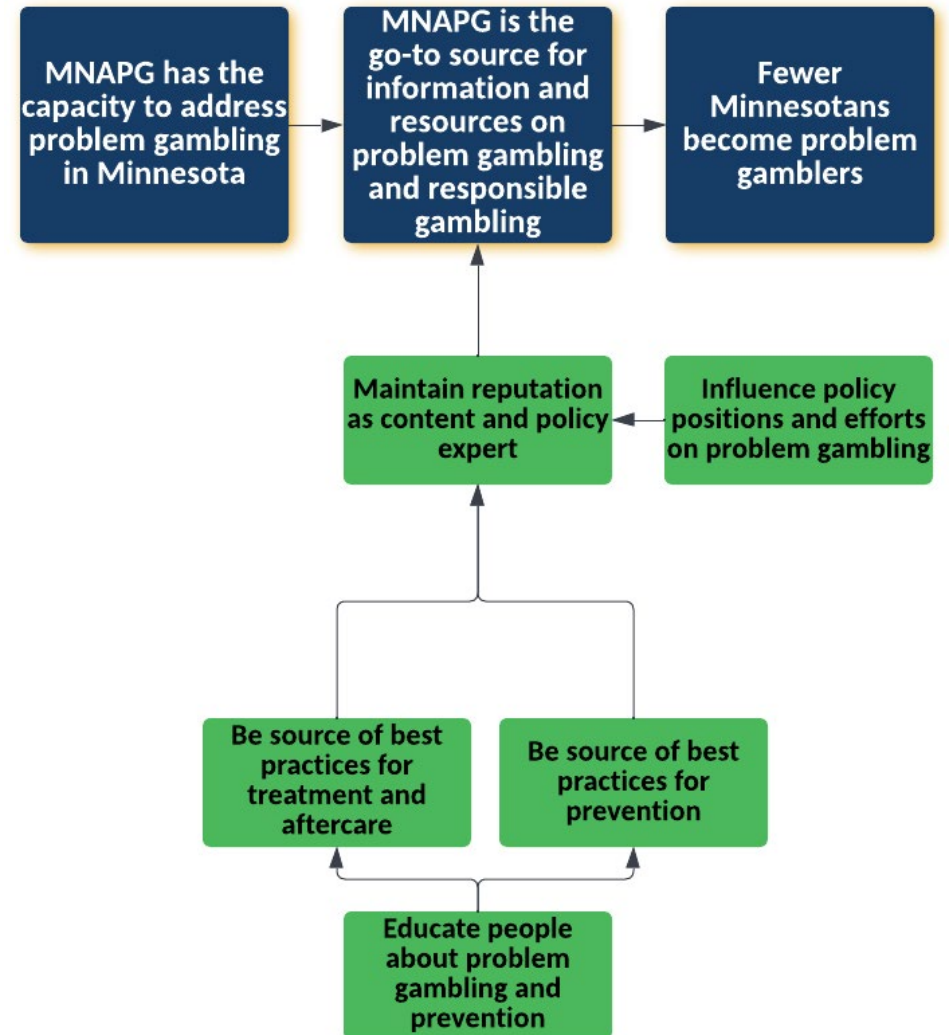 MNAPG has the
capacity to address
problem gambling
in Minnesota
MNAPG is the
go-to source for
information and
resources on
problem gambling
and responsible
gambling
Fewer
Minnesotans
become problem
gamblers
Maintain reputation
as content and policy
expert
Influence policy
positions and efforts
on problem gambling
Be source of best
practices for
treatment and
aftercare
Be source of best
practices for
prevention
Educate people
about problem
gambling and
prevention